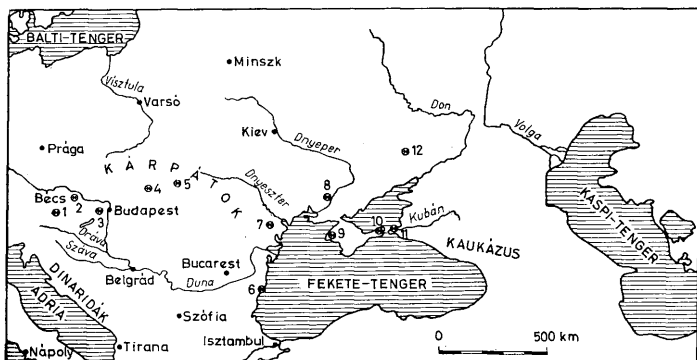 BALTI-TENGER
Minszk
Visztula
Varsó
Don
Volga
Kiev
Dnyeper
Prága
12
KÁRPÁTOK
4
5
Dnyeszter
8
KASPI-TENGER
Bécs
1
2
3
Budapest
7
9
10
11
Kubán
KAUKÁZUS
Dráva
Száva
Belgrád
Duna
Bucarest
6
FEKETE-TENGER
DINARIDÁK
ADRIA
Szófia
Isztambul
Nápoly
Tirana
0
500 km